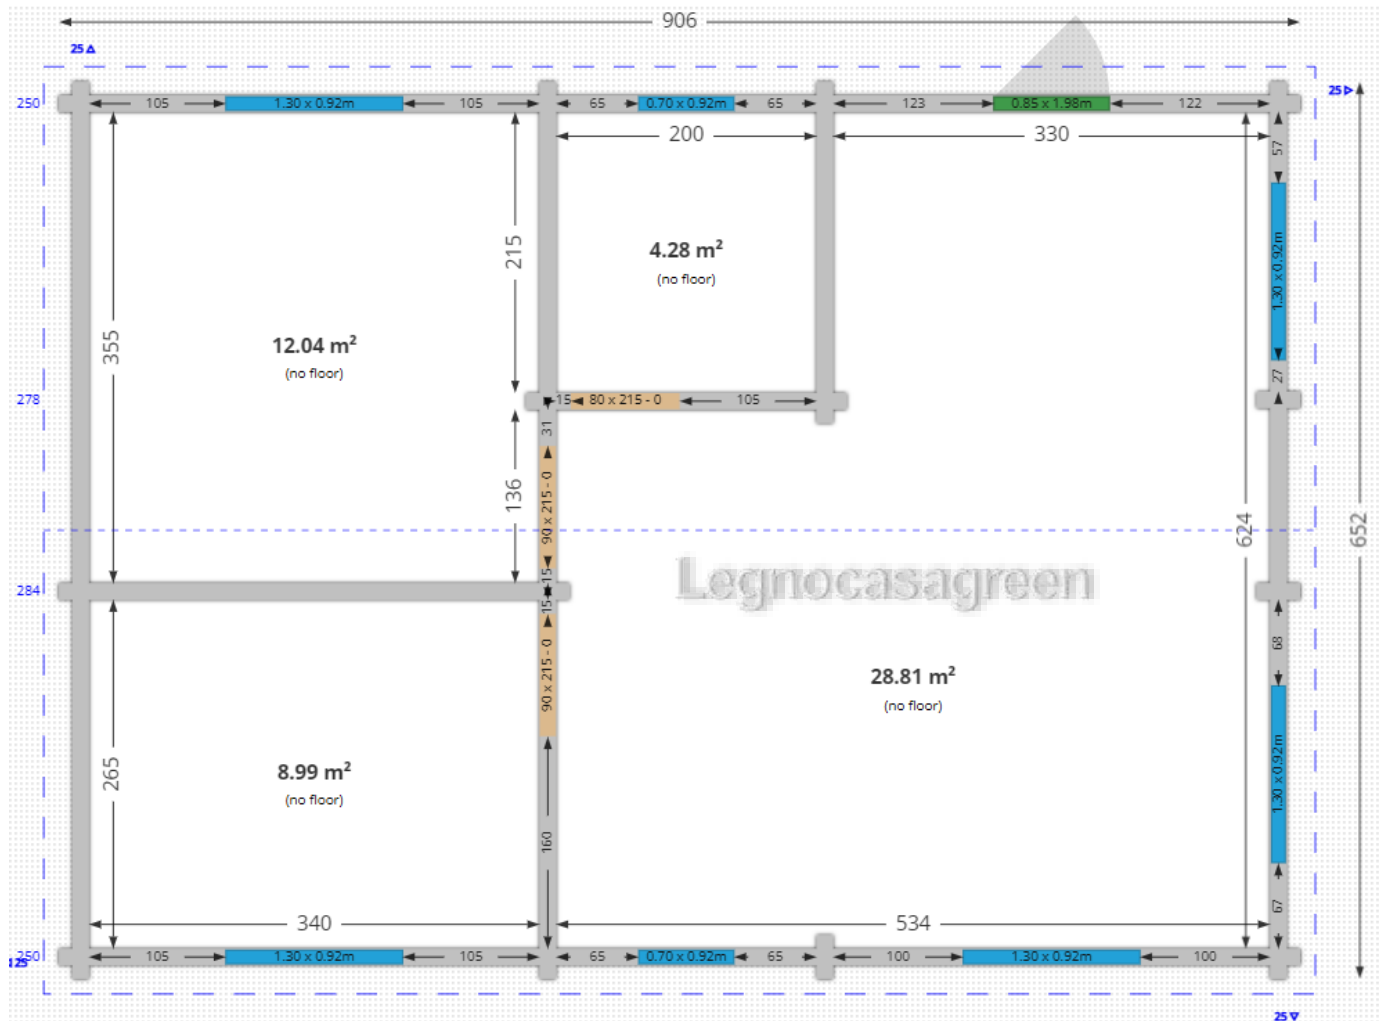 906
25
250
105
1.30 x 0.92m
105
65
0.70 x 0.92m
65
123
0.85 x 1.98m
122
25
200
330
57
215
4.28 m²
(no floor)
1.30 x 0.92m
355
12.04 m²
(no floor)
27
278
15
80 x 215 - 0
105
31
136
90 x 215 - 0
624
652
15
284
Legnocasagreen
15
68
90 x 215 - 0
28.81 m²
(no floor)
265
8.99 m²
(no floor)
1.30 x 0.92m
160
67
340
534
250
25
105
1.30 x 0.92m
105
65
0.70 x 0.92m
65
100
1.30 x 0.92m
100
25